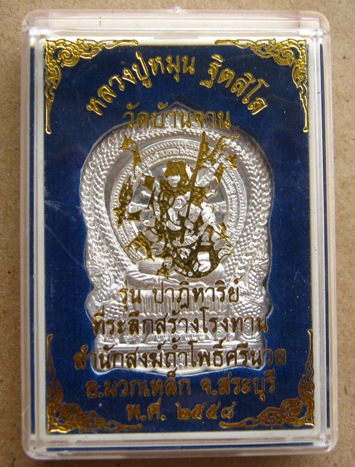 หลวงปู่หมุน ฐิตสีโล
วัดบ้านจาน
รุ่น ปาฏิหาริย์
ที่ระลึกสร้างโรงทาน
สำนักสงฆ์ถ้ำโพธิ์ศรีนวล
อ.มวกเหล็ก จ.สระบุรี
พ.ศ. ๒๕๔๘